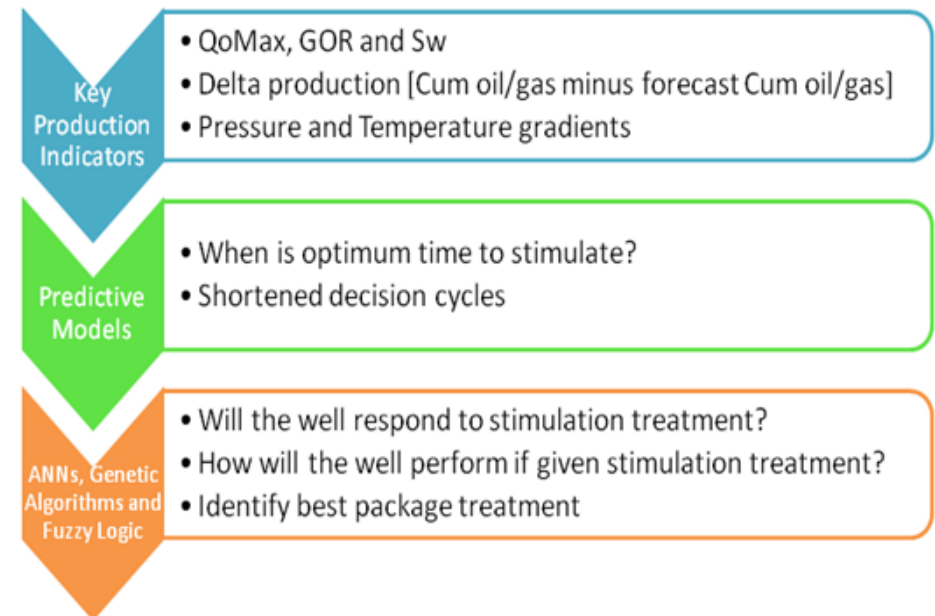 Key
Production
Indicators
• QoMax, GOR and Sw
• Delta production [Cum oil/gas minus forecast Cum oil/gas]
• Pressure and Temperature gradients
Predictive
Models
• When is optimum time to stimulate?
• Shortened decision cycles
ANNs, Genetic
Algorithms and
Fuzzy Logic
• Will the well respond to stimulation treatment?
• How will the well perform if given stimulation treatment?
• Identify best package treatment